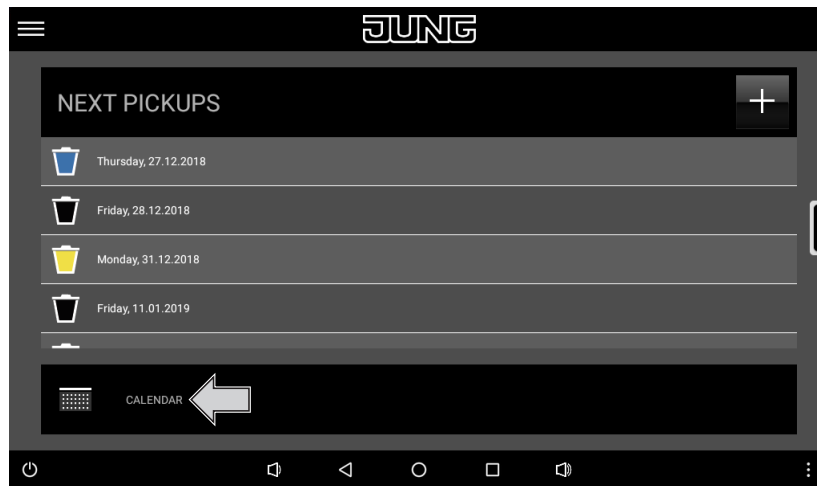 JUNG
NEXT PICKUPS
Thursday, 27.12.2018
Friday, 28.12.2018
Monday, 31.12.2018
Friday, 11.01.2019
CALENDAR